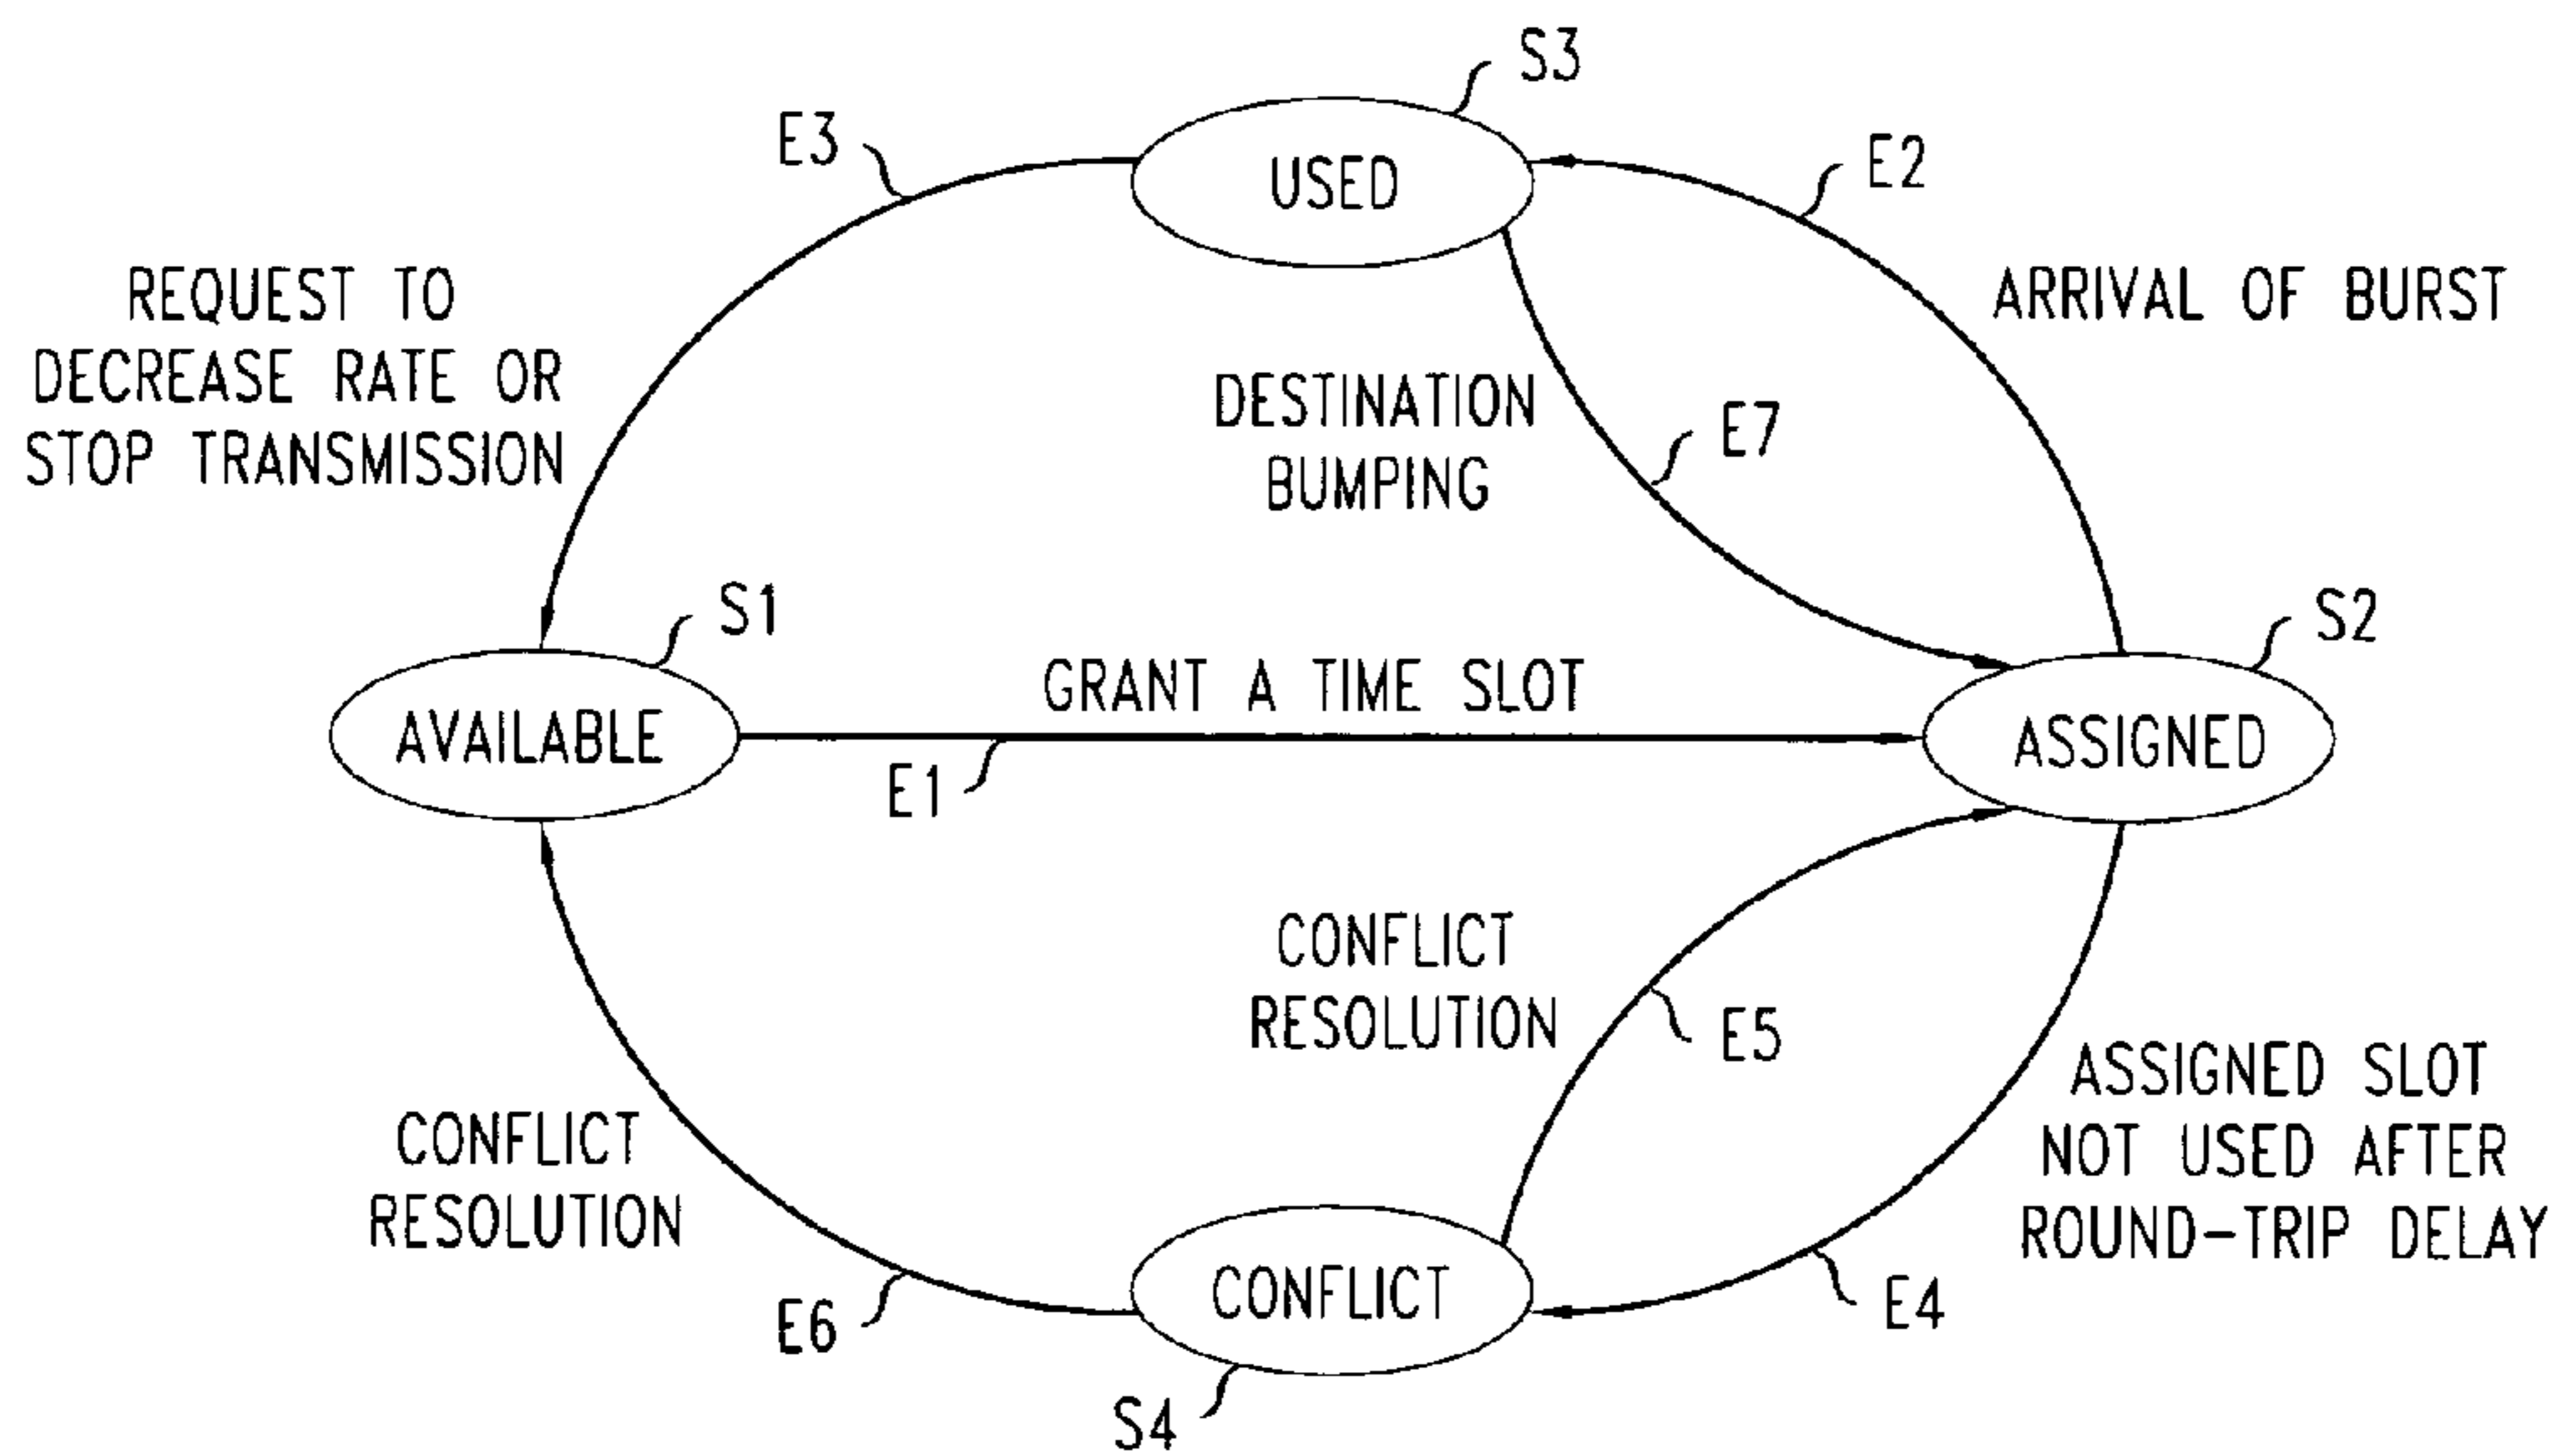 S3
E3
USED
E2
REQUEST TO
DECREASE RATE OR
STOP TRANSMISSION
ARRIVAL OF BURST
DESTINATION
BUMPING
E7
S1
S2
GRANT A TIME SLOT
AVAILABLE
ASSIGNED
E1
CONFLICT
RESOLUTION
E5
ASSIGNED SLOT
NOT USED AFTER
ROUND-TRIP DELAY
CONFLICT
RESOLUTION
CONFLICT
E6
E4
S4